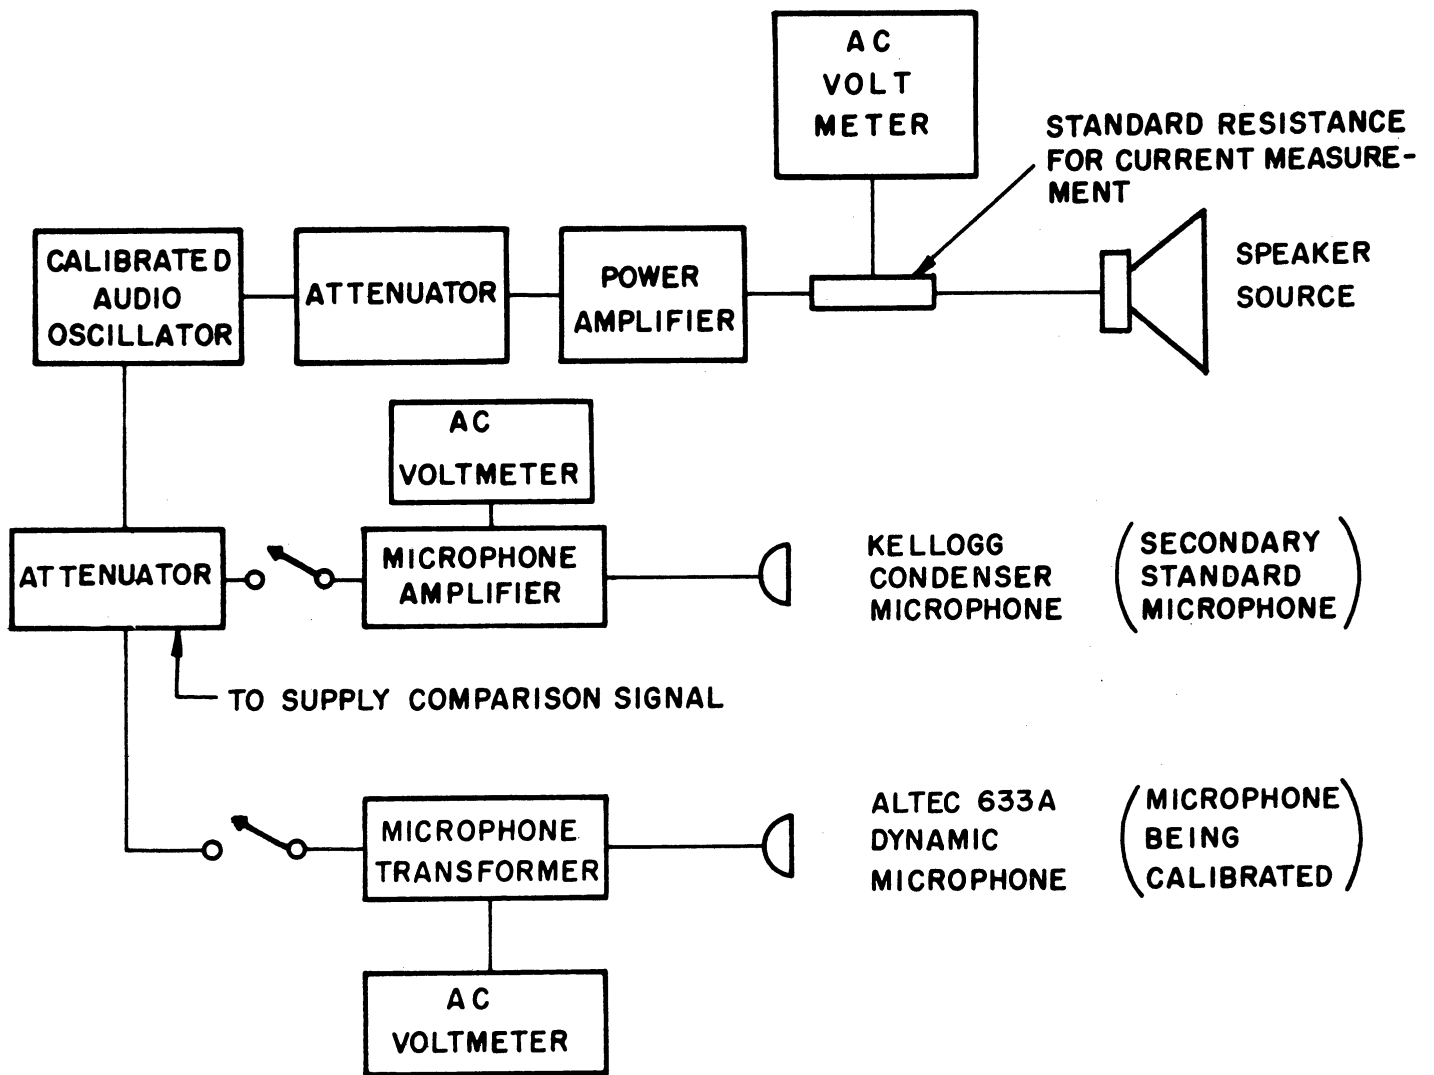 AC
VOLT
METER
STANDARD RESISTANCE
FOR CURRENT MEASURE-
MENT
CALIBRATED
AUDIO
OSCILLATOR
ATTENUATOR
POWER
AMPLIFIER
SPEAKER
SOURCE
AC
VOLTMETER
ATTENUATOR
MICROPHONE
AMPLIFIER
KELLOGG
CONDENSER
MICROPHONE
(SECONDARY
STANDARD
MICROPHONE)
TO SUPPLY COMPARISON SIGNAL
MICROPHONE
TRANSFORMER
ALTEC 633A
DYNAMIC
MICROPHONE
(MICROPHONE
BEING
CALIBRATED)
AC
VOLTMETER